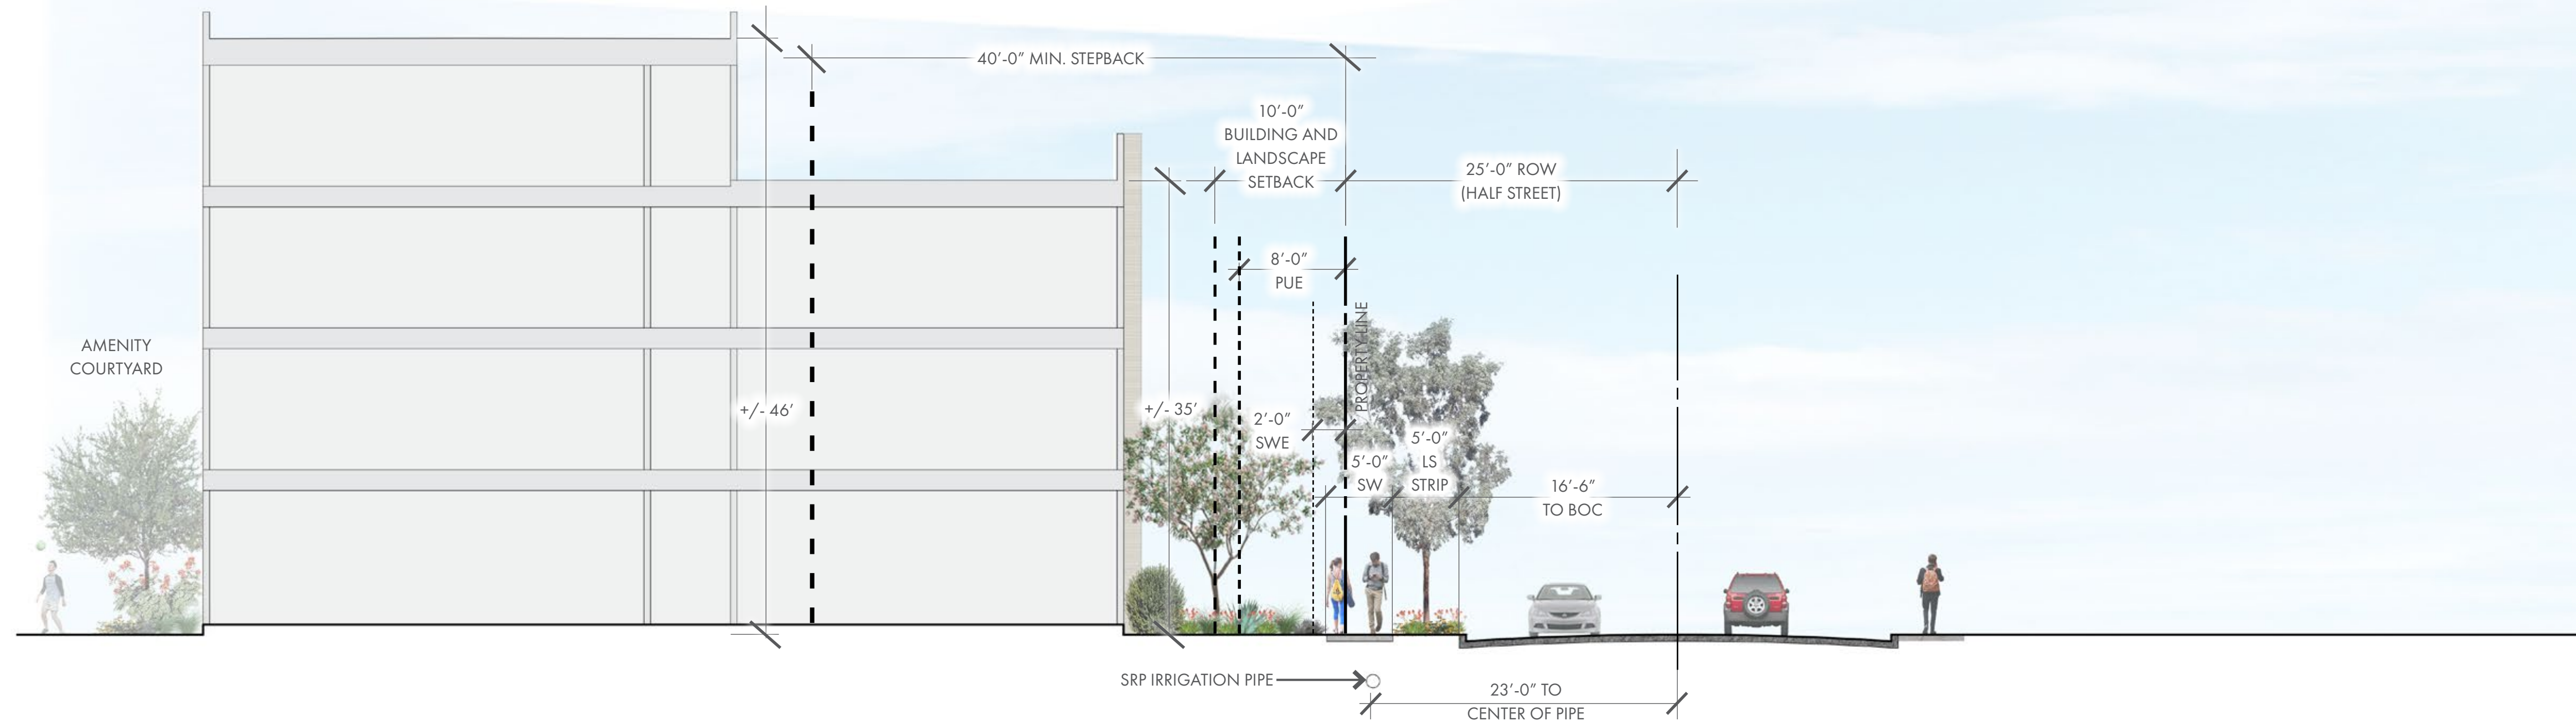 40'-0" MIN. STEPBACK
10'-0"
BUILDING AND
LANDSCAPE
SETBACK
25'-0" ROW
(HALF STREET)
8'-0"
PUE
PROPERTY LINE
AMENITY
COURTYARD
+/- 46'
+/- 35'
2'-0"
SWE
5'-0"
SW
5'-0"
LS
STRIP
16'-6"
TO BOC
SRP IRRIGATION PIPE
23'-0" TO
CENTER OF PIPE